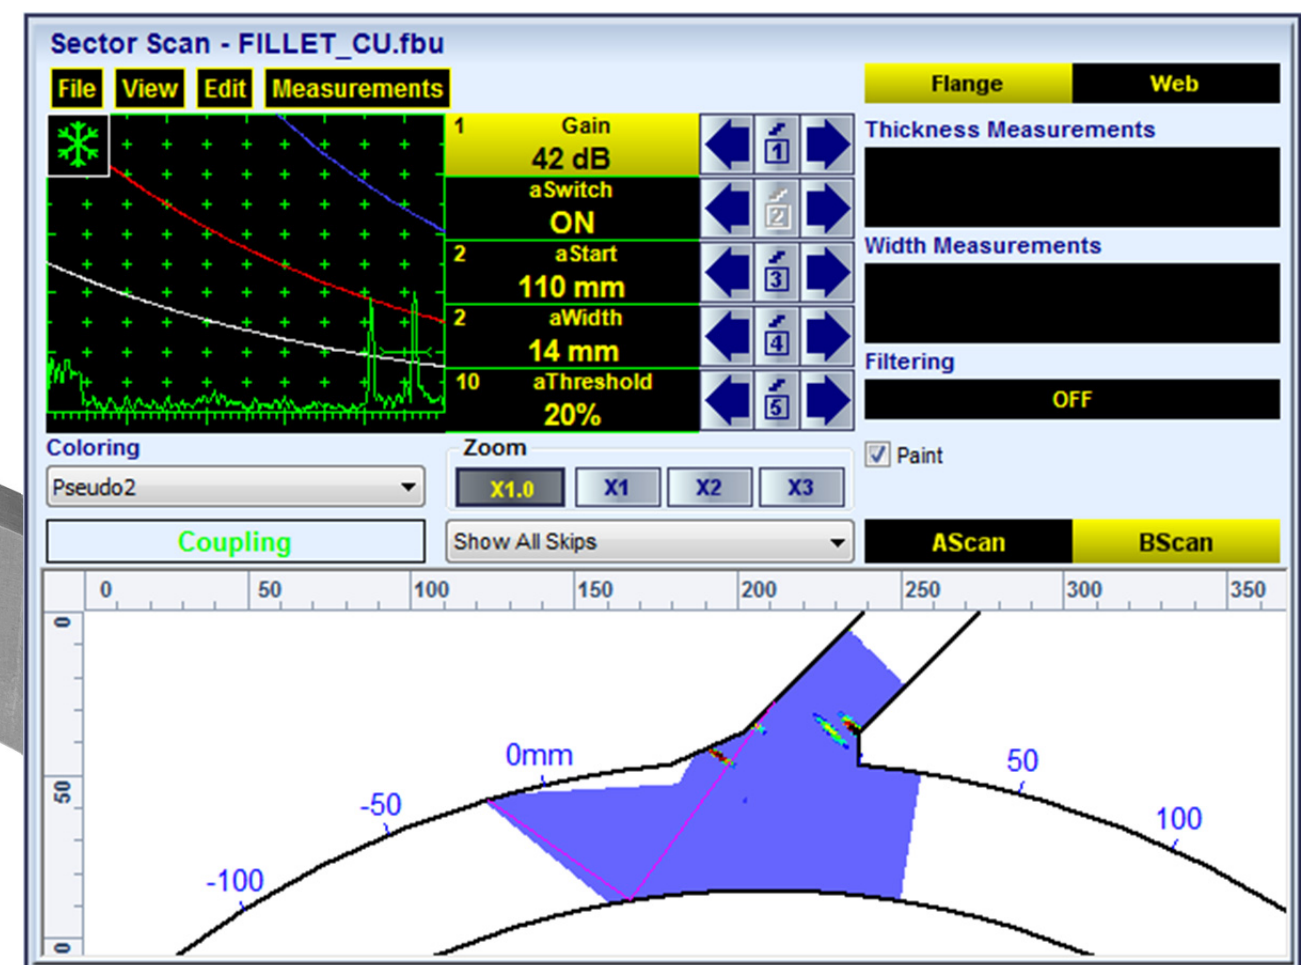 Sector Scan - FILLET_CU.fbu
File View Edit Measurements
Flange Web
1 Gain
42 dB
1
aSwitch
ON
2
2 aStart
110 mm
3
2 aWidth
14 mm
4
10 aThreshold
20%
5
Thickness Measurements
Width Measurements
Filtering
OFF
Paint
Coloring
Pseudo2
Zoom
X1.0 X1 X2 X3
Coupling
Show All Skips
AScan BScan
0 50 100 150 200 250 300 350
0
50
0
-100
-50
0mm
50
100